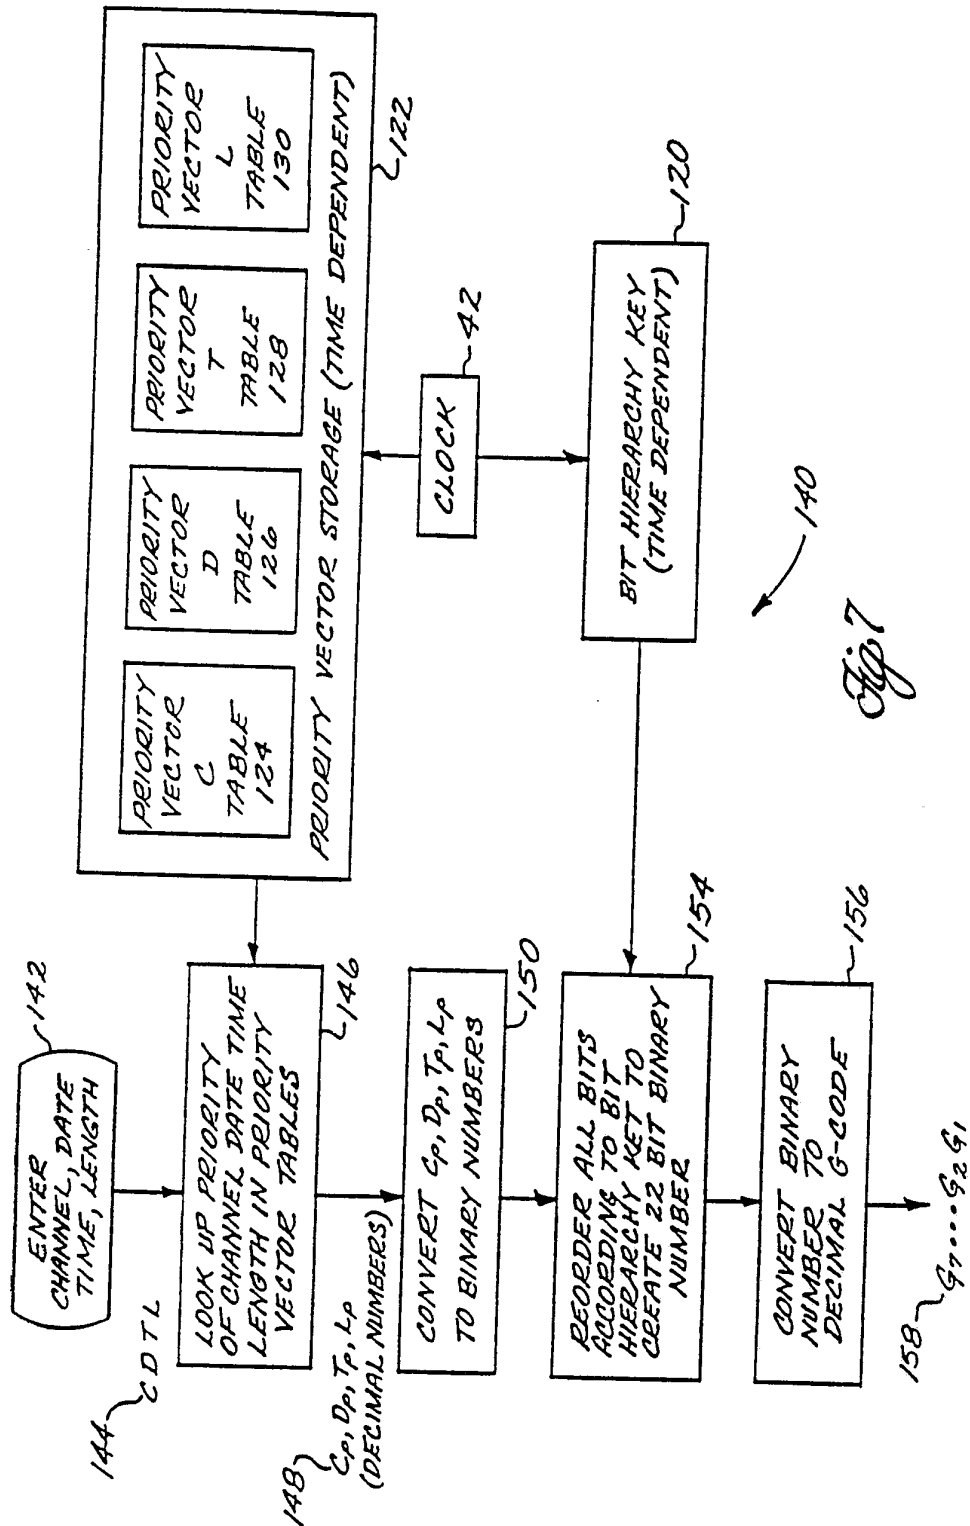 ENTER
CHANNEL, DATE
TIME, LENGTH
142
144
C D T L
LOOK UP PRIORITY
OF CHANNEL DATE TIME
LENGTH IN PRIORITY
VECTOR TABLES
146
148
Cp, Dp, Tp, Lp
(DECIMAL NUMBERS)
CONVERT Cp, Dp, Tp, Lp
TO BINARY NUMBERS
150
REORDER ALL BITS
ACCORDING TO BIT
HIERARCHY KET TO
CREATE 22 BIT BINARY
NUMBER
154
CONVERT BINARY
NUMBER TO
DECIMAL G-CODE
156
158
G7....G2 G1
PRIORITY
VECTOR
C
TABLE
124
PRIORITY
VECTOR
D
TABLE
126
PRIORITY
VECTOR
T
TABLE
128
PRIORITY
VECTOR
L
TABLE
130
PRIORITY VECTOR STORAGE (TIME DEPENDENT)
122
CLOCK
42
BIT HIERARCHY KEY
(TIME DEPENDENT)
120
140
Fig. 7